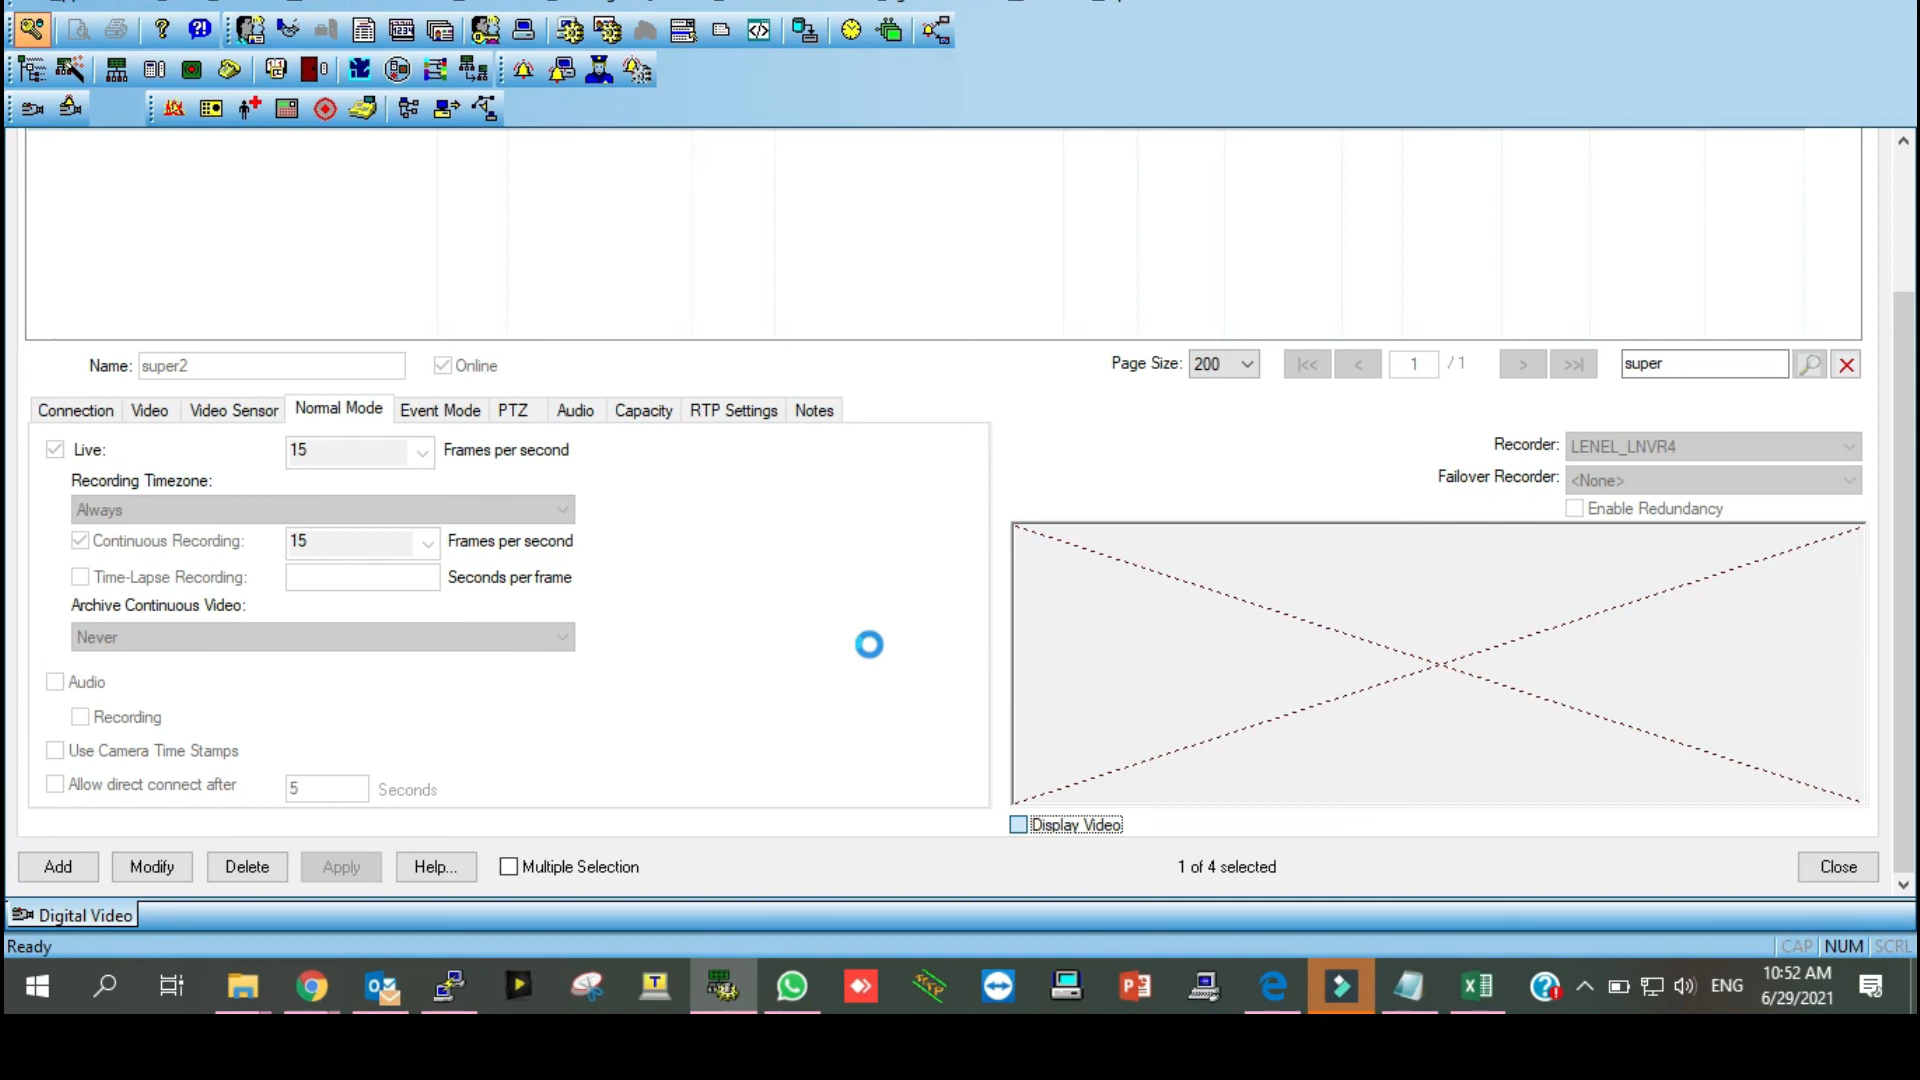 Name: super2 Online Page Size: 200 |<< < 1 / 1 > >>| super
Connection Video Video Sensor Normal Mode Event Mode PTZ Audio Capacity RTP Settings Notes
Live: 15 Frames per second
Recorder: LENEL_LNVR4
Recording Timezone:
Failover Recorder: <None>
Always
Enable Redundancy
Continuous Recording: 15 Frames per second
Time-Lapse Recording: Seconds per frame
Archive Continuous Video:
Never
Audio
Recording
Use Camera Time Stamps
Allow direct connect after 5 Seconds
Display Video
Add Modify Delete Apply Help... Multiple Selection 1 of 4 selected Close
Digital Video
Ready CAP NUM SCRL
ENG 10:52 AM
6/29/2021